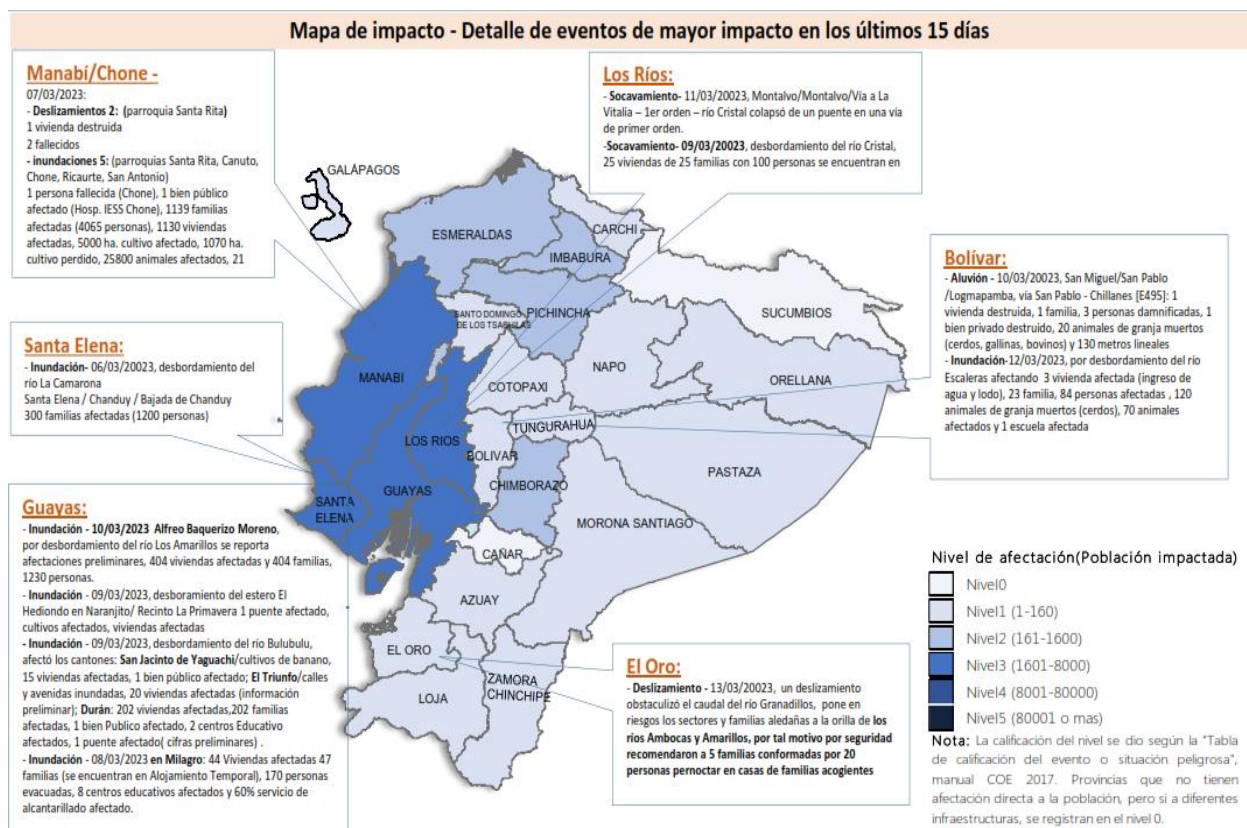 Mapa de impacto - Detalle de eventos de mayor impacto en los últimos 15 días
Manabí/Chone -
07/03/2023:
- Deslizamientos 2: (parroquia Santa Rita)
1 vivienda destruida
2 fallecidos
- inundaciones 5: (parroquias Santa Rita, Canuto,
Chone, Ricaurte, San Antonio)
1 persona fallecida (Chone), 1 bien público
afectado (Hosp. IESS Chone), 1139 familias
afectadas (4065 personas), 1130 viviendas
afectadas, 5000 ha. cultivo afectado, 1070 ha.
cultivo perdido, 25800 animales afectados, 21
Los Ríos:
- Socavamiento- 11/03/20023, Montalvo/Montalvo/Vía a La
Vitalia – 1er orden – río Cristal colapsó de un puente en una vía
de primer orden.
-Socavamiento- 09/03/20023, desbordamiento del río Cristal,
25 viviendas de 25 familias con 100 personas se encuentran en
Bolívar:
- Aluvión - 10/03/20023, San Miguel/San Pablo
/Logmapamba, vía San Pablo - Chillanes [E495]: 1
vivienda destruida, 1 familia, 3 personas damnificadas, 1
bien privado destruido, 20 animales de granja muertos
(cerdos, gallinas, bovinos) y 130 metros lineales
- Inundación-12/03/2023, por desbordamiento del río
Escaleras afectando 3 vivienda afectada (ingreso de
agua y lodo), 23 familia, 84 personas afectadas , 120
animales de granja muertos (cerdos), 70 animales
afectados y 1 escuela afectada
Santa Elena:
- Inundación- 06/03/20023, desbordamiento del
río La Camarona
Santa Elena / Chanduy / Bajada de Chanduy
300 familias afectadas (1200 personas)
Guayas:
- Inundación - 10/03/2023 Alfreo Baquerizo Moreno,
por desbordamiento del río Los Amarillos se reporta
afectaciones preliminares, 404 viviendas afectadas y 404 familias,
1230 personas.
- Inundación - 09/03/2023, desboramiento del estero El
Hediondo en Naranjito/ Recinto La Primavera 1 puente afectado,
cultivos afectados, viviendas afectadas
- Inundación - 09/03/2023, desbordamiento del río Bulubulu,
afectó los cantones: San Jacinto de Yaguachi/cultivos de banano,
15 viviendas afectadas, 1 bien público afectado; El Triunfo/calles
y avenidas inundadas, 20 viviendas afectadas (información
preliminar); Durán: 202 viviendas afectadas,202 familias
afectadas, 1 bien Publico afectado, 2 centros Educativo
afectados, 1 puente afectado( cifras preliminares) .
- Inundación - 08/03/2023 en Milagro: 44 Viviendas afectadas 47
familias (se encuentran en Alojamiento Temporal), 170 personas
evacuadas, 8 centros educativos afectados y 60% servicio de
alcantarillado afectado.
El Oro:
- Deslizamiento - 13/03/20023, un deslizamiento
obstaculizó el caudal del río Granadillos, pone en
riesgos los sectores y familias aledañas a la orilla de los
ríos Ambocas y Amarillos, por tal motivo por seguridad
recomendaron a 5 familias conformadas por 20
personas pernoctar en casas de familias acogientes
GALÁPAGOS
ESMERALDAS
CARCHI
IMBABURA
SUCUMBIOS
SANTO DOMINGO
DE LOS TSACHILAS
PICHINCHA
MANABI
COTOPAXI
NAPO
ORELLANA
LOS RIOS
TUNGURAHUA
BOLIVAR
PASTAZA
CHIMBORAZO
GUAYAS
SANTA
ELENA
MORONA SANTIAGO
CAÑAR
AZUAY
EL ORO
ZAMORA
CHINCHIPE
LOJA
Nivel de afectación(Población impactada)
Nivel0
Nivel1 (1-160)
Nivel2 (161-1600)
Nivel3 (1601-8000)
Nivel4 (8001-80000)
Nivel5 (80001 o mas)
Nota: La calificación del nivel se dio según la "Tabla
de calificación del evento o situación peligrosa",
manual COE 2017. Provincias que no tienen
afectación directa a la población, pero si a diferentes
infraestructuras, se registran en el nivel 0.